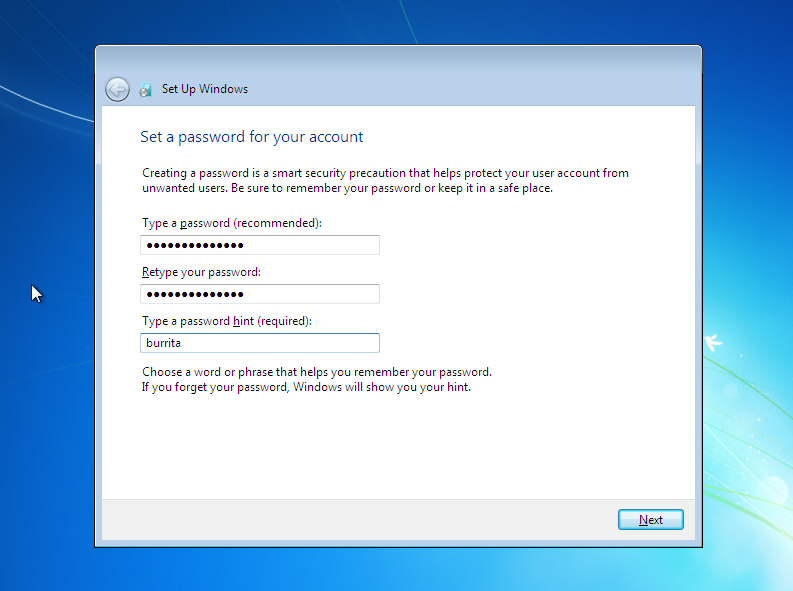 Set Up Windows
Set a password for your account
Creating a password is a smart security precaution that helps protect your user account from
unwanted users. Be sure to remember your password or keep it in a safe place.
Type a password (recommended):
●●●●●●●●●●●●●●
Retype your password:
●●●●●●●●●●●●●●
Type a password hint (required):
burrita
Choose a word or phrase that helps you remember your password.
If you forget your password, Windows will show you your hint.
Next